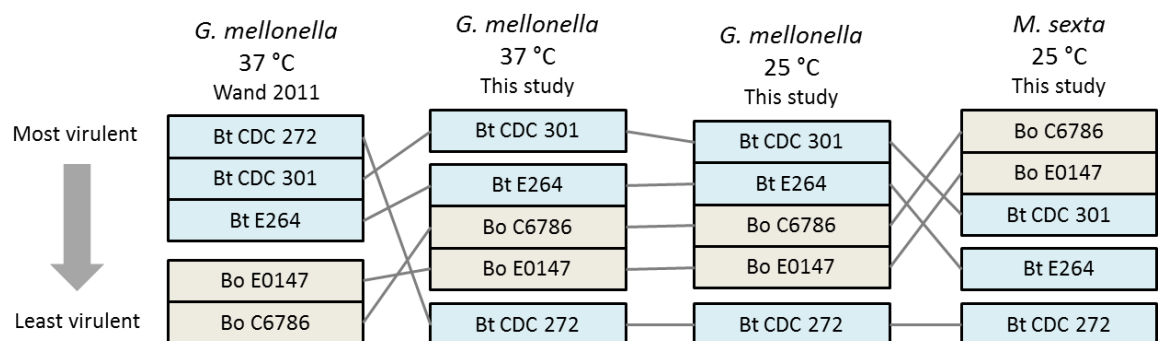 G. mellonella
37 °C
Wand 2011
G. mellonella
37 °C
This study
G. mellonella
25 °C
This study
M. sexta
25 °C
This study
Most virulent
Least virulent
Bt CDC 272
Bt CDC 301
Bt E264
Bo E0147
Bo C6786
Bt CDC 301
Bt E264
Bo C6786
Bo E0147
Bt CDC 272
Bt CDC 301
Bt E264
Bo C6786
Bo E0147
Bt CDC 272
Bo C6786
Bo E0147
Bt CDC 301
Bt E264
Bt CDC 272